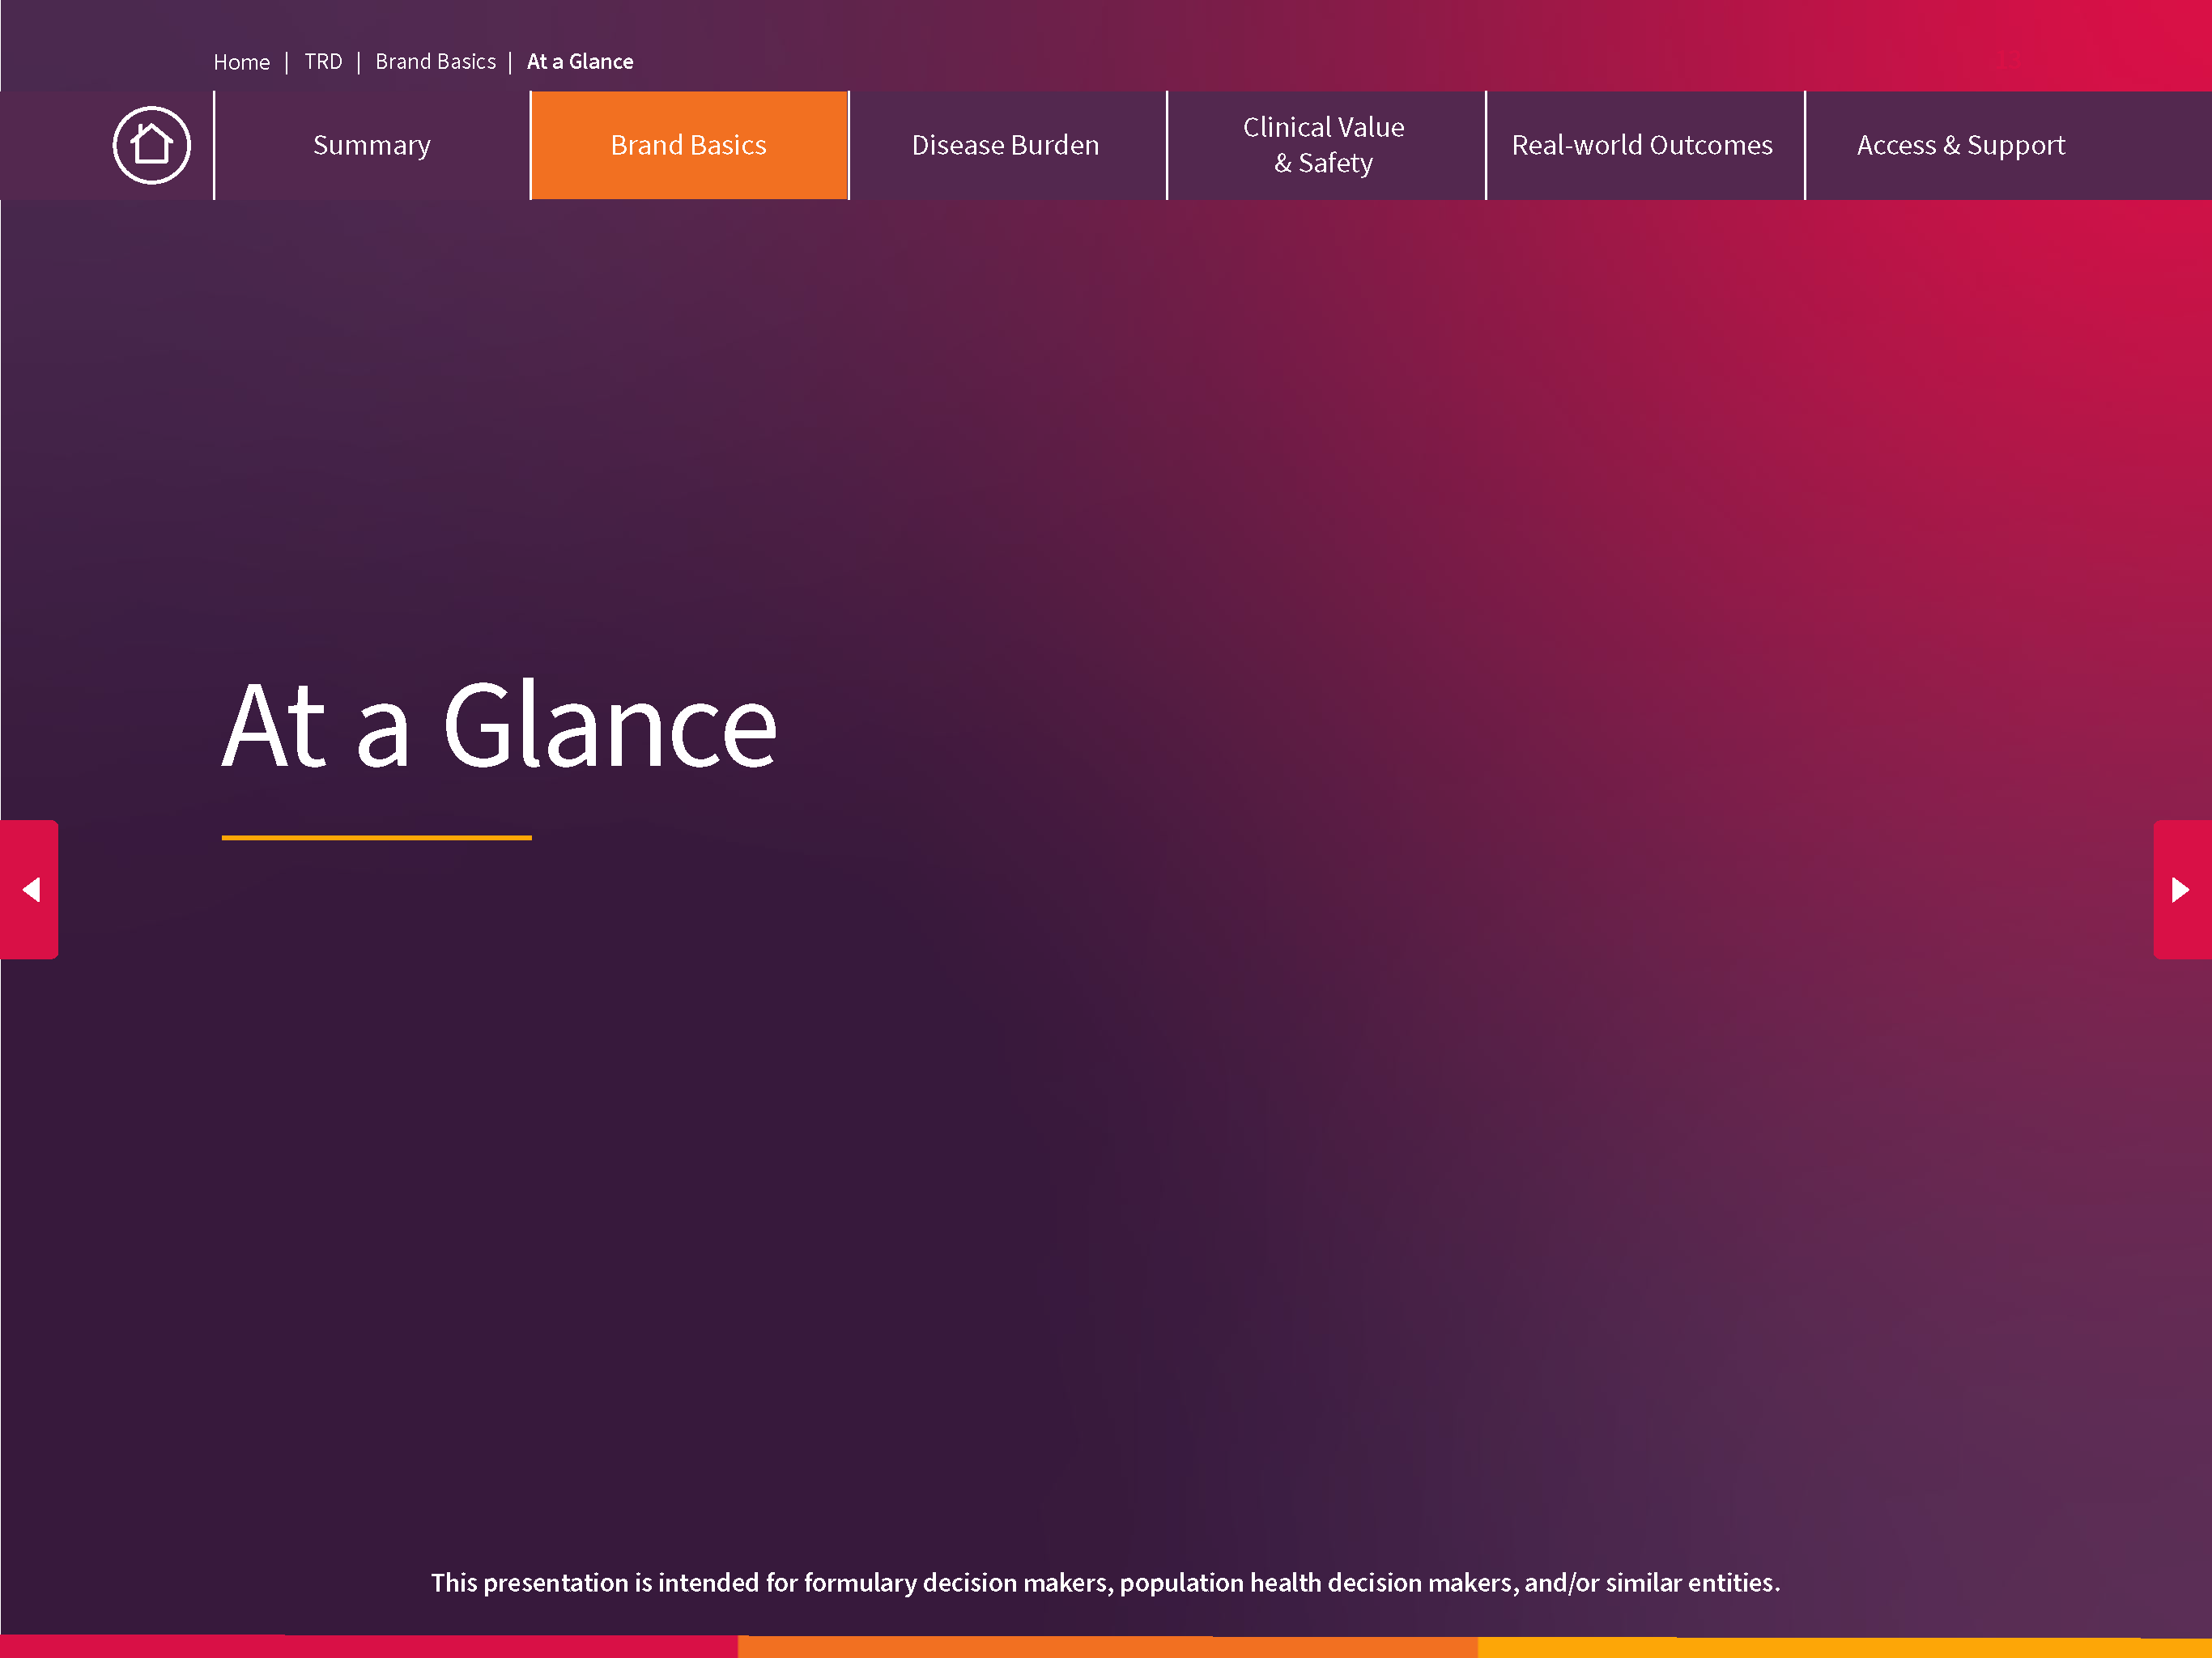 Home | TRD | Brand Basics | At a Glance
Summary
Brand Basics
Disease Burden
Clinical Value
& Safety
Real-world Outcomes
Access & Support
At a Glance
This presentation is intended for formulary decision makers, population health decision makers, and/or similar entities.